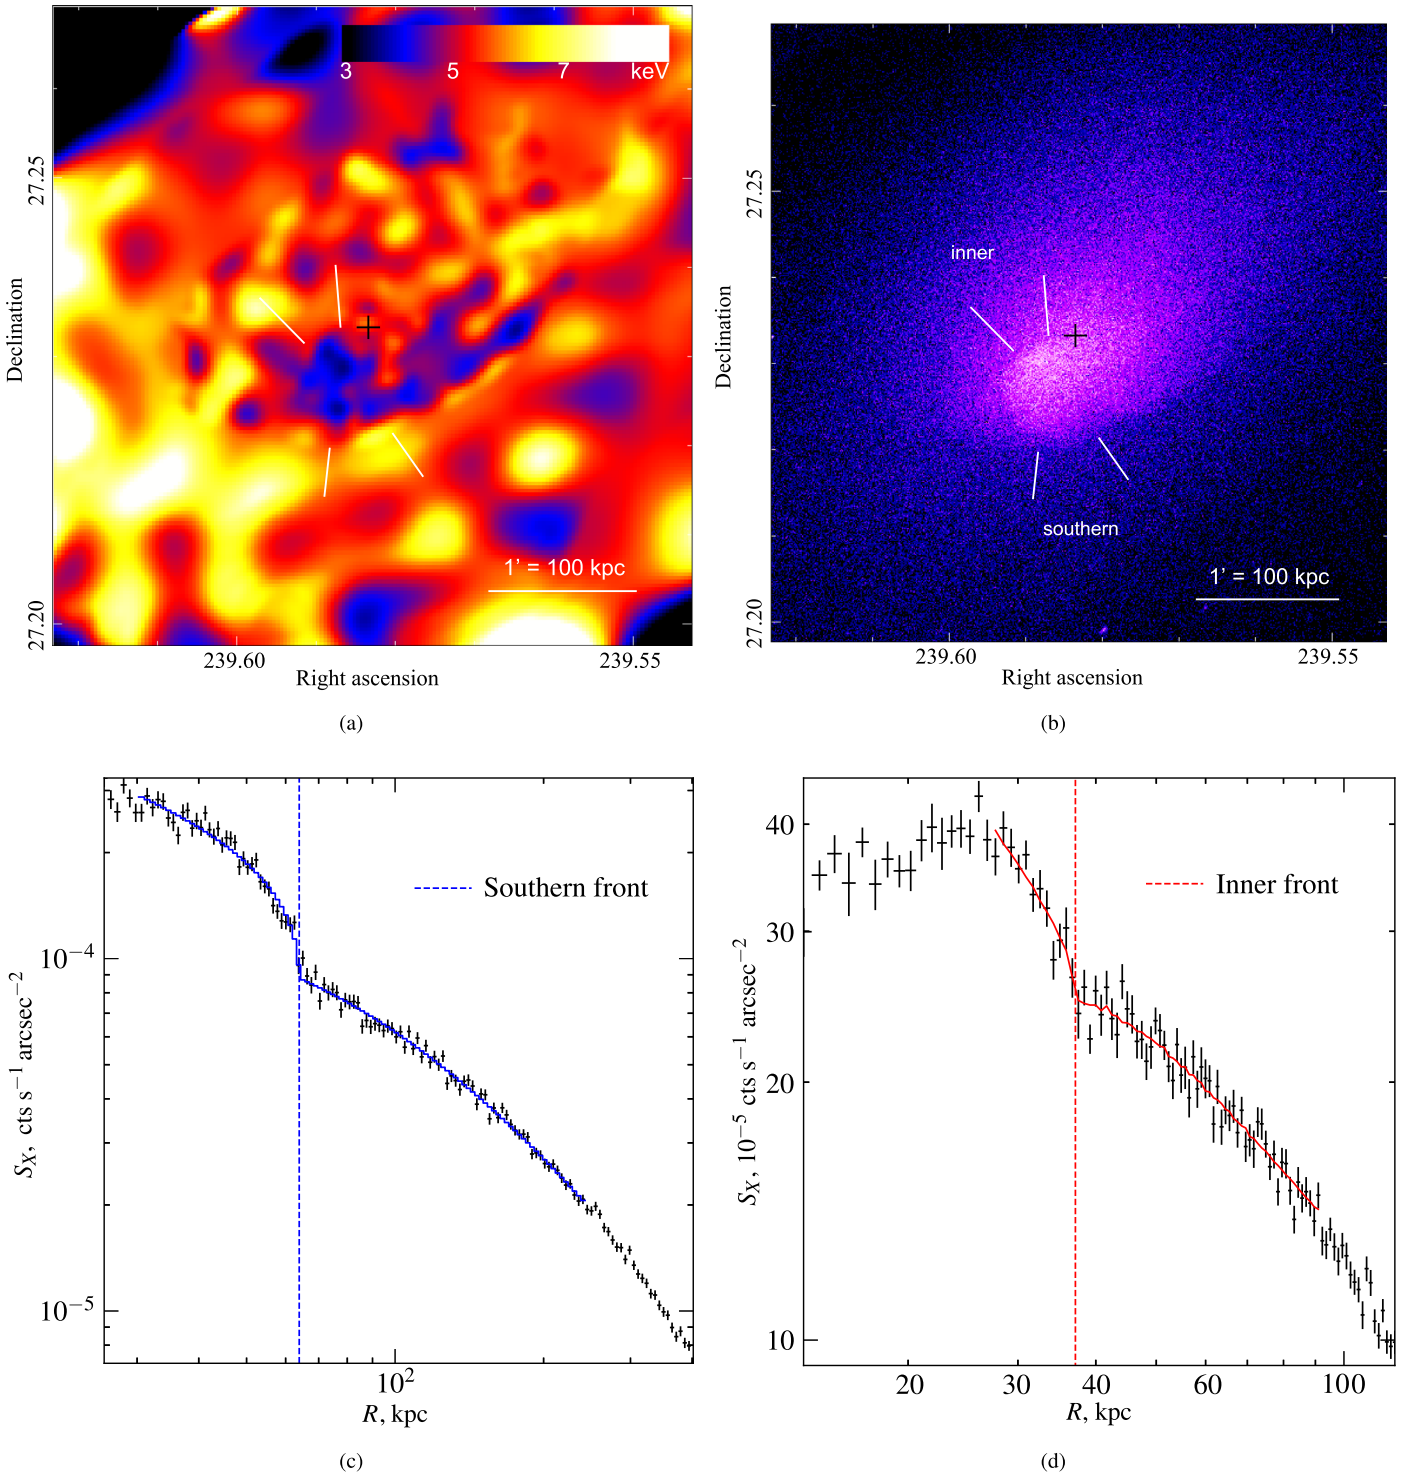 3 5 7 keV
27.25
Declination
27.20
1’ = 100 kpc
239.60 239.55
Right ascension
(a)
27.25
inner
Declination
southern
1’ = 100 kpc
27.20
239.60 239.55
Right ascension
(b)
Southern front
10⁻⁴
S_X, cts s⁻¹ arcsec⁻²
10⁻⁵
10²
R, kpc
(c)
40
Inner front
30
S_X, 10⁻⁵ cts s⁻¹ arcsec⁻²
20
10
20 30 40 60 100
R, kpc
(d)